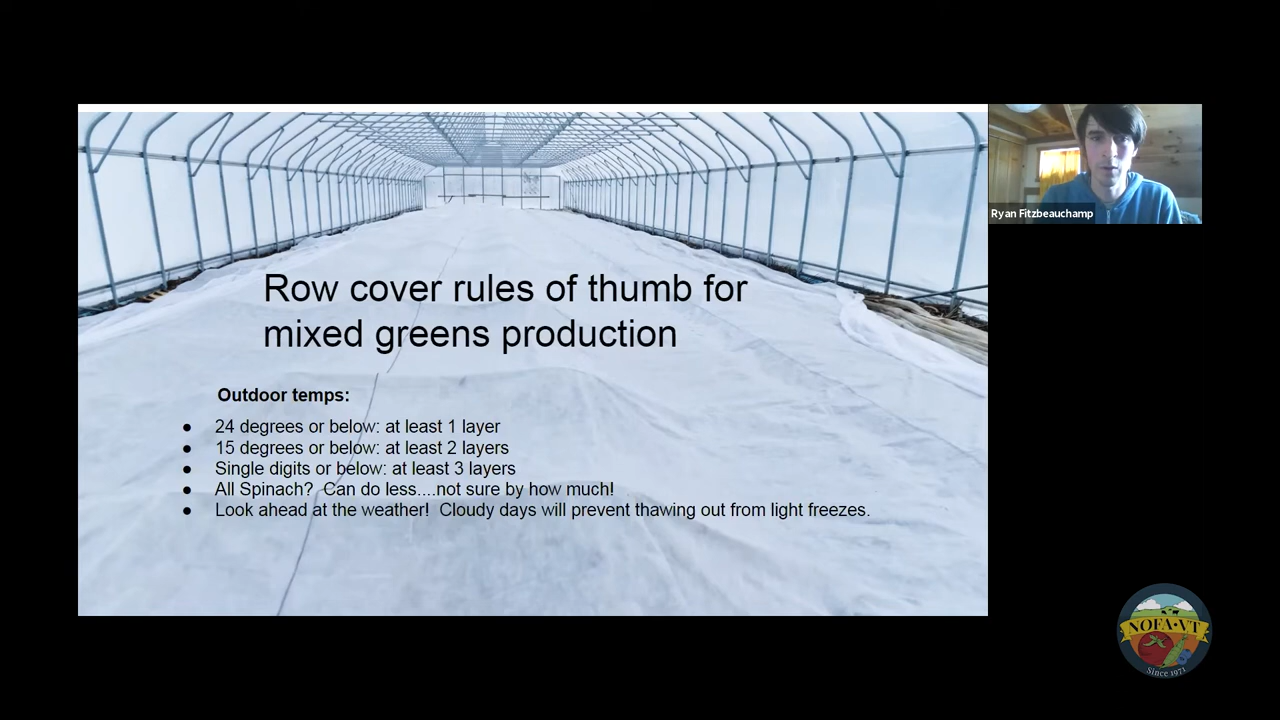 Row cover rules of thumb for
mixed greens production
Outdoor temps:
● 24 degrees or below: at least 1 layer
● 15 degrees or below: at least 2 layers
● Single digits or below: at least 3 layers
● All Spinach? Can do less....not sure by how much!
● Look ahead at the weather! Cloudy days will prevent thawing out from light freezes.
Ryan Fitzbeauchamp
NOFA•VT
Since 1971